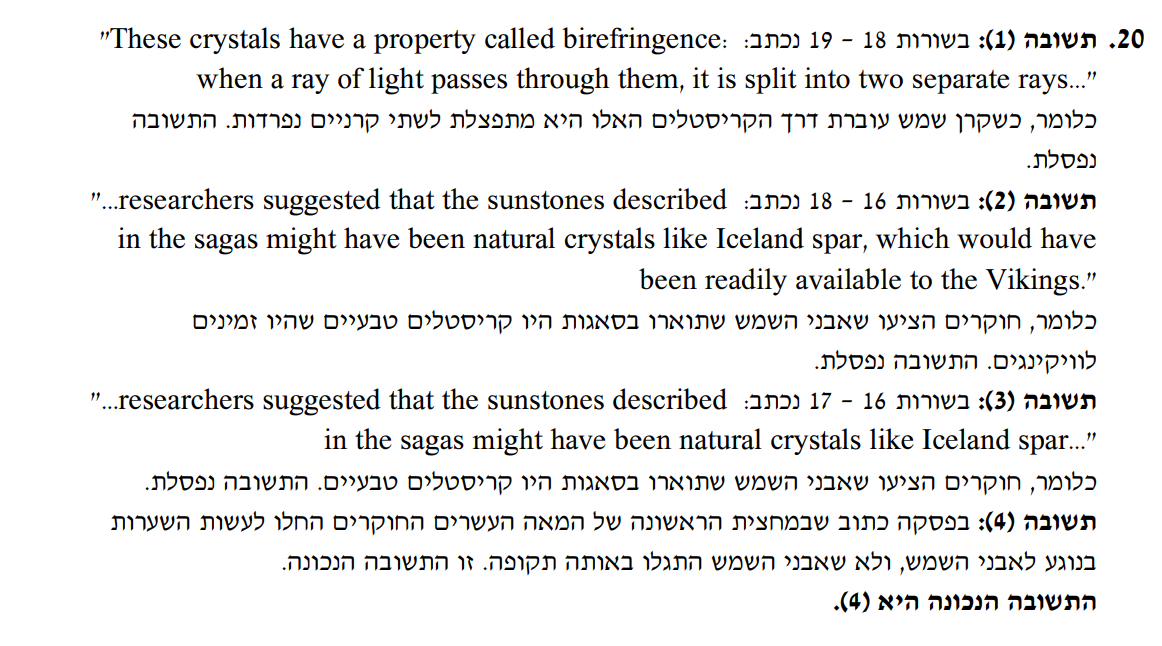 20. תשובה (1): בשורות 18 – 19 נכתב: "These crystals have a property called birefringence:
when a ray of light passes through them, it is split into two separate rays..."
כלומר, כשקרן שמש עוברת דרך הקריסטלים האלו היא מתפצלת לשתי קרניים נפרדות. התשובה
נפסלת.
תשובה (2): בשורות 16 – 18 נכתב: "...researchers suggested that the sunstones described
in the sagas might have been natural crystals like Iceland spar, which would have
been readily available to the Vikings."
כלומר, חוקרים הציעו שאבני השמש שתוארו בסאגות היו קריסטלים טבעיים שהיו זמינים
לוויקינגים. התשובה נפסלת.
תשובה (3): בשורות 16 – 17 נכתב: "...researchers suggested that the sunstones described
in the sagas might have been natural crystals like Iceland spar..."
כלומר, חוקרים הציעו שאבני השמש שתוארו בסאגות היו קריסטלים טבעיים. התשובה נפסלת.
תשובה (4): בפסקה כתוב שבמחצית הראשונה של המאה העשרים החוקרים החלו לעשות השערות
בנוגע לאבני השמש, ולא שאבני השמש התגלו באותה תקופה. זו התשובה הנכונה.
התשובה הנכונה היא (4).